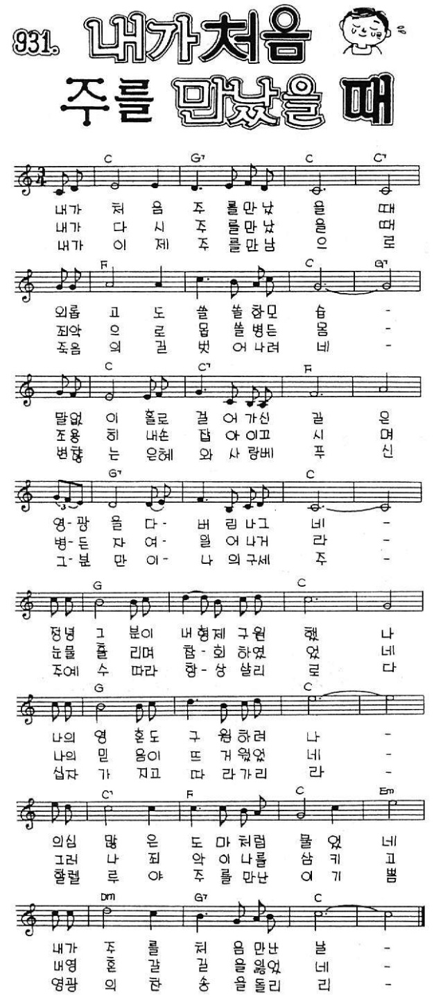 931. 내가처음
주를 만났을 때
C G7 C C7
내가 처 음 주 를만났 을 때
내가 다 시 주 를만났 을 때
내가 이 제 주 를만남 으 로
F C G7
외롭 고 도 쓸 쓸한모 습 -
죄악 으 로 몹 쓸병든 몸 -
죽음 의 길 벗 어나려 네 -
C C7 F
말없 이 홀로 걸 어가신 길 은
조용 히 내손 잡 아이끄 시 며
변챦 는 은혜 와 사랑베 푸 신
G7 C
영-광 을 다- 버 린나그 네 -
병-든 자 여- 일 어나거 라 -
그-분 만 이- 나 의구세 주 -
G C
정녕 그 분이 내형제 구원 했 나
눈물 흘 리며 참-회 하였 었 네
주예 수 따라 항-상 살리 로 다
G C
나의 영 혼도 구 원하려 나 -
나의 믿 음이 뜨 거웠었 네 -
십자 가 지고 따 라가리 라 -
C7 F C Em
의심 많 은 도 마처럼 물 었 네
그러 나 죄 악이나를 삼 키 고
할렐 루 야 주 를만난 이 기 쁨
Dm G7 C
내가 주 를 처 음만난 날 -
내영 혼 갈 길 을잃었 네 -
영광 의 찬 송 을돌리 리 -